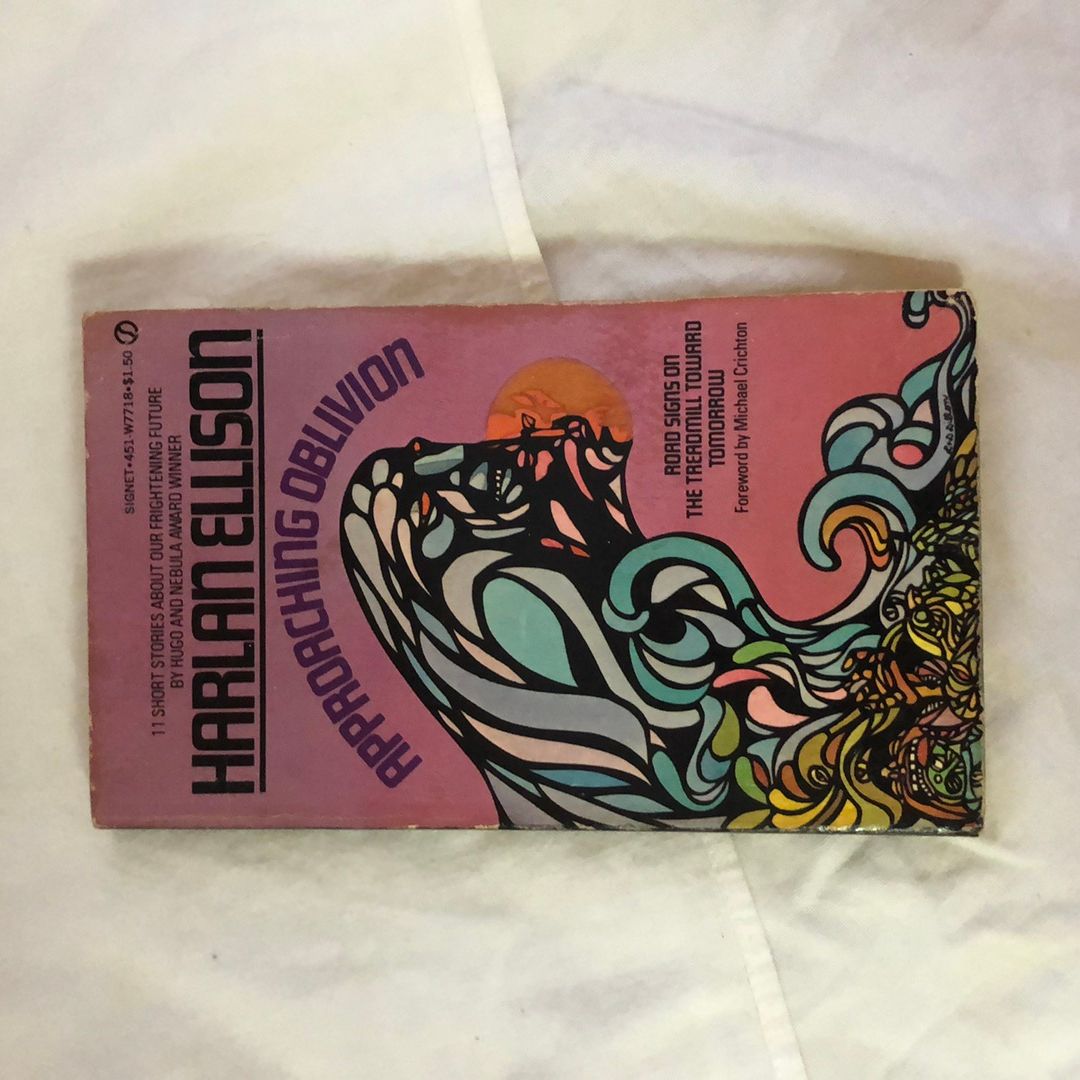 SIGNET•451-W7718•$1.50
11 SHORT STORIES ABOUT OUR FRIGHTENING FUTURE
BY HUGO AND NEBULA AWARD WINNER
HARLAN ELLISON
APPROACHING OBLIVION
ROAD SIGNS ON
THE TREADMILL TOWARD
TOMORROW
Foreword by Michael Crichton